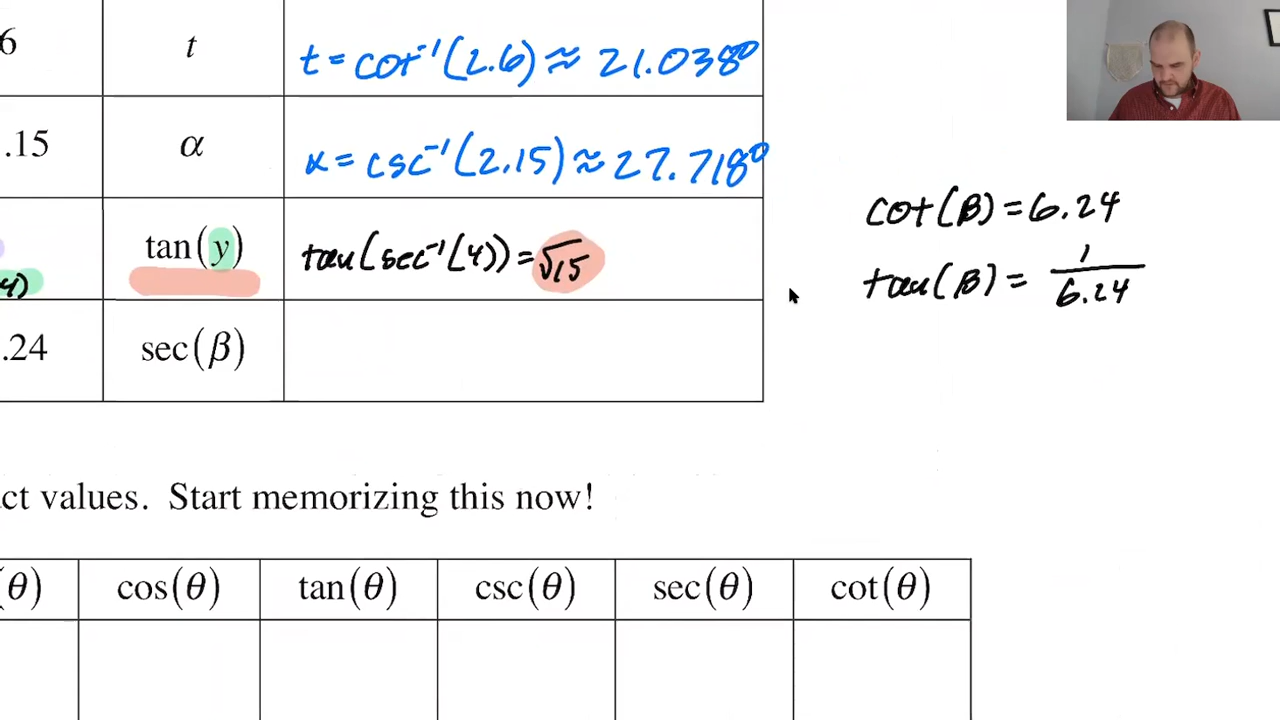 6 t t = cot⁻¹(2.6) ≈ 21.038°
.15 α α = csc⁻¹(2.15) ≈ 27.718°
cot(β) = 6.24
4) tan(y) tan(sec⁻¹(4)) = √15
tan(β) = 1/6.24
.24 sec(β)
ct values. Start memorizing this now!
(θ) cos(θ) tan(θ) csc(θ) sec(θ) cot(θ)